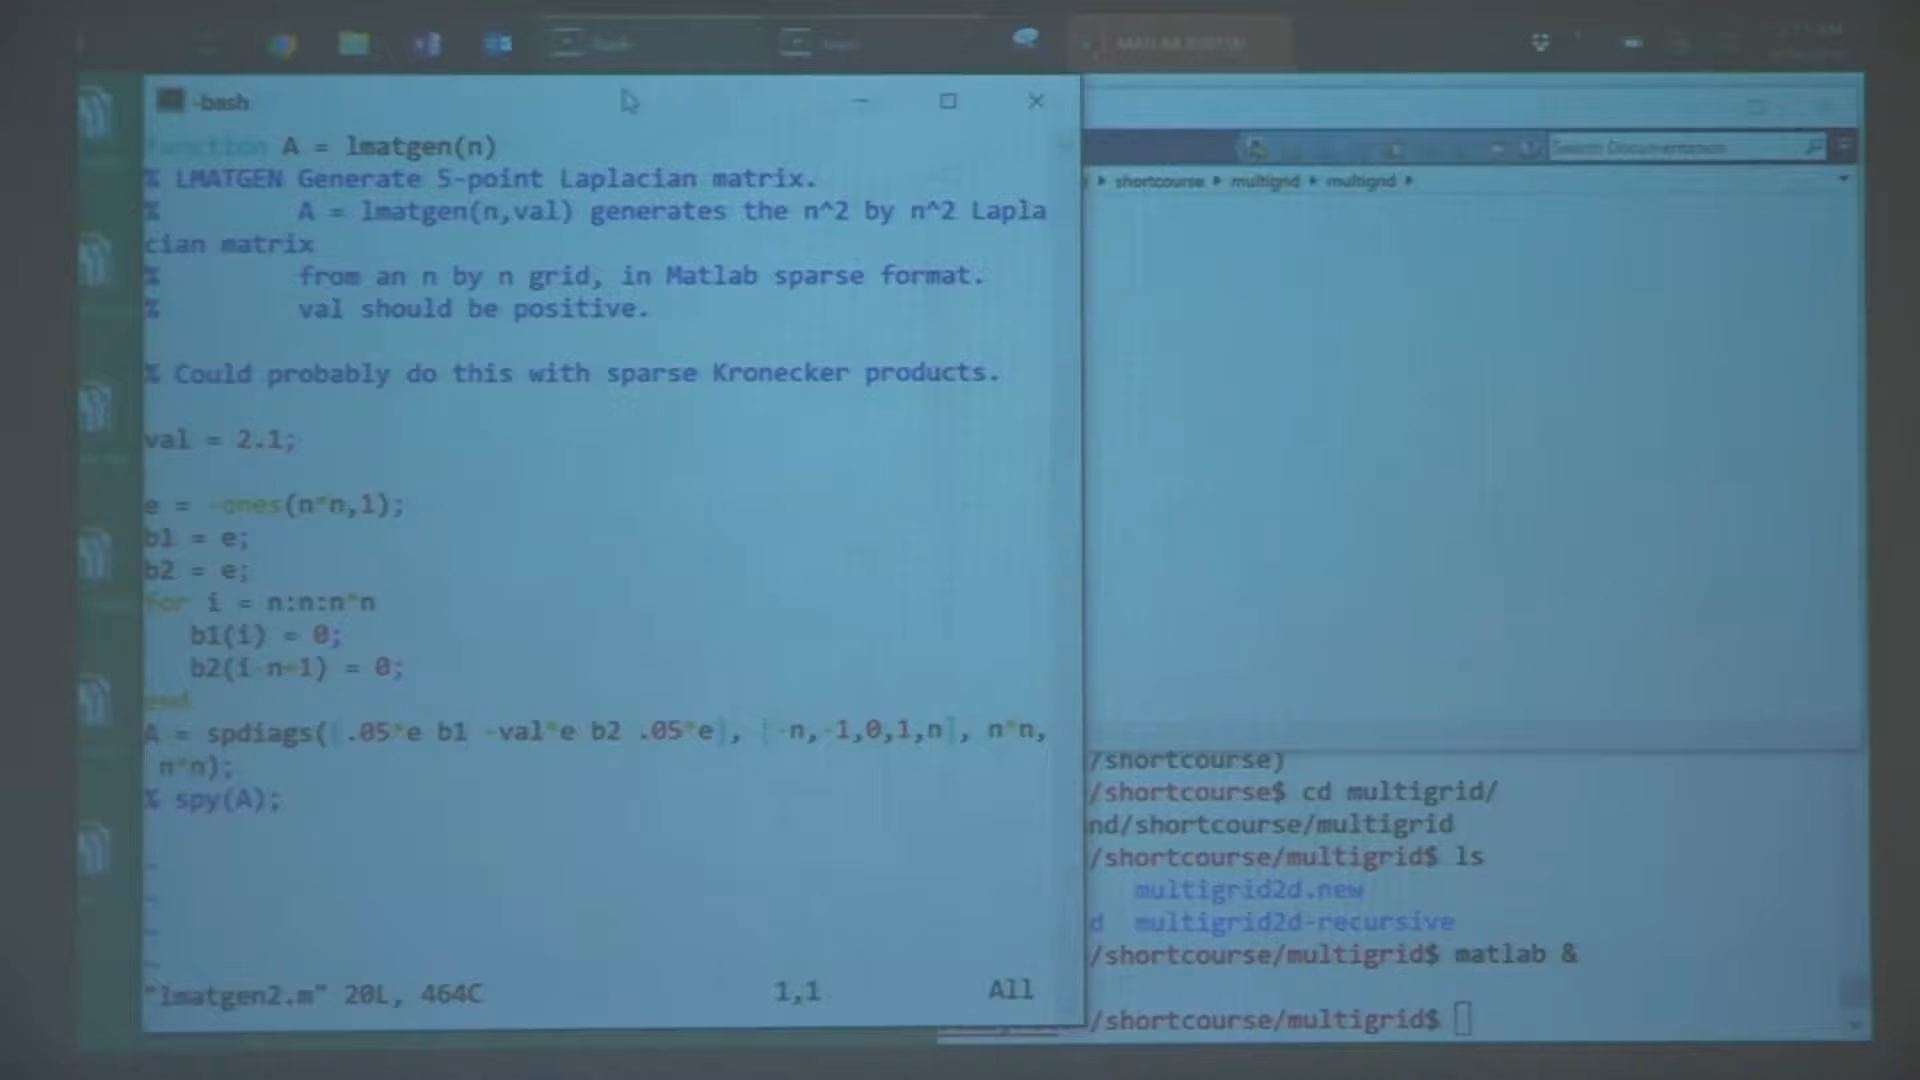 -bash
function A = lmatgen(n)
% LMATGEN Generate 5-point Laplacian matrix.
%         A = lmatgen(n,val) generates the n^2 by n^2 Lapla
cian matrix
%         from an n by n grid, in Matlab sparse format.
%         val should be positive.
% Could probably do this with sparse Kronecker products.
val = 2.1;
e = -ones(n*n,1);
b1 = e;
b2 = e;
for i = n:n:n*n
b1(i) = 0;
b2(i-n+1) = 0;
end
A = spdiags([.05*e b1 -val*e b2 .05*e], [-n,-1,0,1,n], n*n,
n*n);
% spy(A);
~
~
~
~
"lmatgen2.m" 20L, 464C 1,1 All
Search Documentation
shortcourse multigrid multigrid
/shortcourse)
/shortcourse$ cd multigrid/
nd/shortcourse/multigrid
/shortcourse/multigrid$ ls
multigrid2d.new
d multigrid2d-recursive
/shortcourse/multigrid$ matlab &
/shortcourse/multigrid$